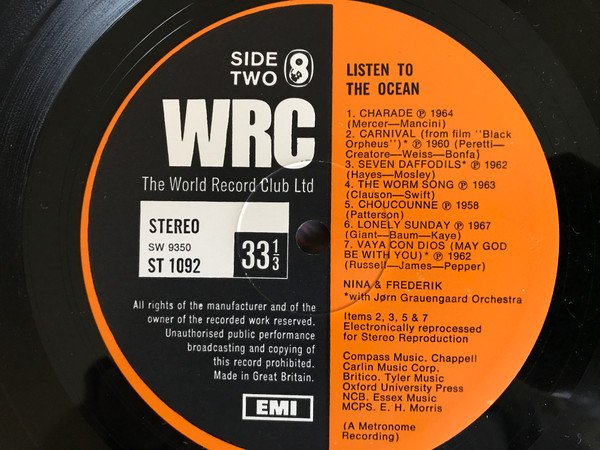 SIDE
TWO
WRC
The World Record Club Ltd
STEREO
SW 9350
ST 1092
33 1/3
All rights of the manufacturer and of the
owner of the recorded work reserved.
Unauthorised public performance
broadcasting and copying of
this record prohibited.
Made in Great Britain.
EMI
LISTEN TO
THE OCEAN
1. CHARADE ℗ 1964
(Mercer—Mancini)
2. CARNIVAL (from film "Black
Orpheus")* ℗ 1960 (Peretti—
Creatore—Weiss—Bonfa)
3. SEVEN DAFFODILS* ℗ 1962
(Hayes—Mosley)
4. THE WORM SONG ℗ 1963
(Clauson—Swift)
5. CHOUCOUNNE ℗ 1958
(Patterson)
6. LONELY SUNDAY ℗ 1967
(Giant—Baum—Kaye)
7. VAYA CON DIOS (MAY GOD
BE WITH YOU)* ℗ 1962
(Russell—James—Pepper)
NINA & FREDERIK
*with Jørn Grauengaard Orchestra
Items 2, 3, 5 & 7
Electronically reprocessed
for Stereo Reproduction
Compass Music. Chappell
Carlin Music Corp.
Britico. Tyler Music
Oxford University Press
NCB. Essex Music
MCPS. E. H. Morris
(A Metronome
Recording)